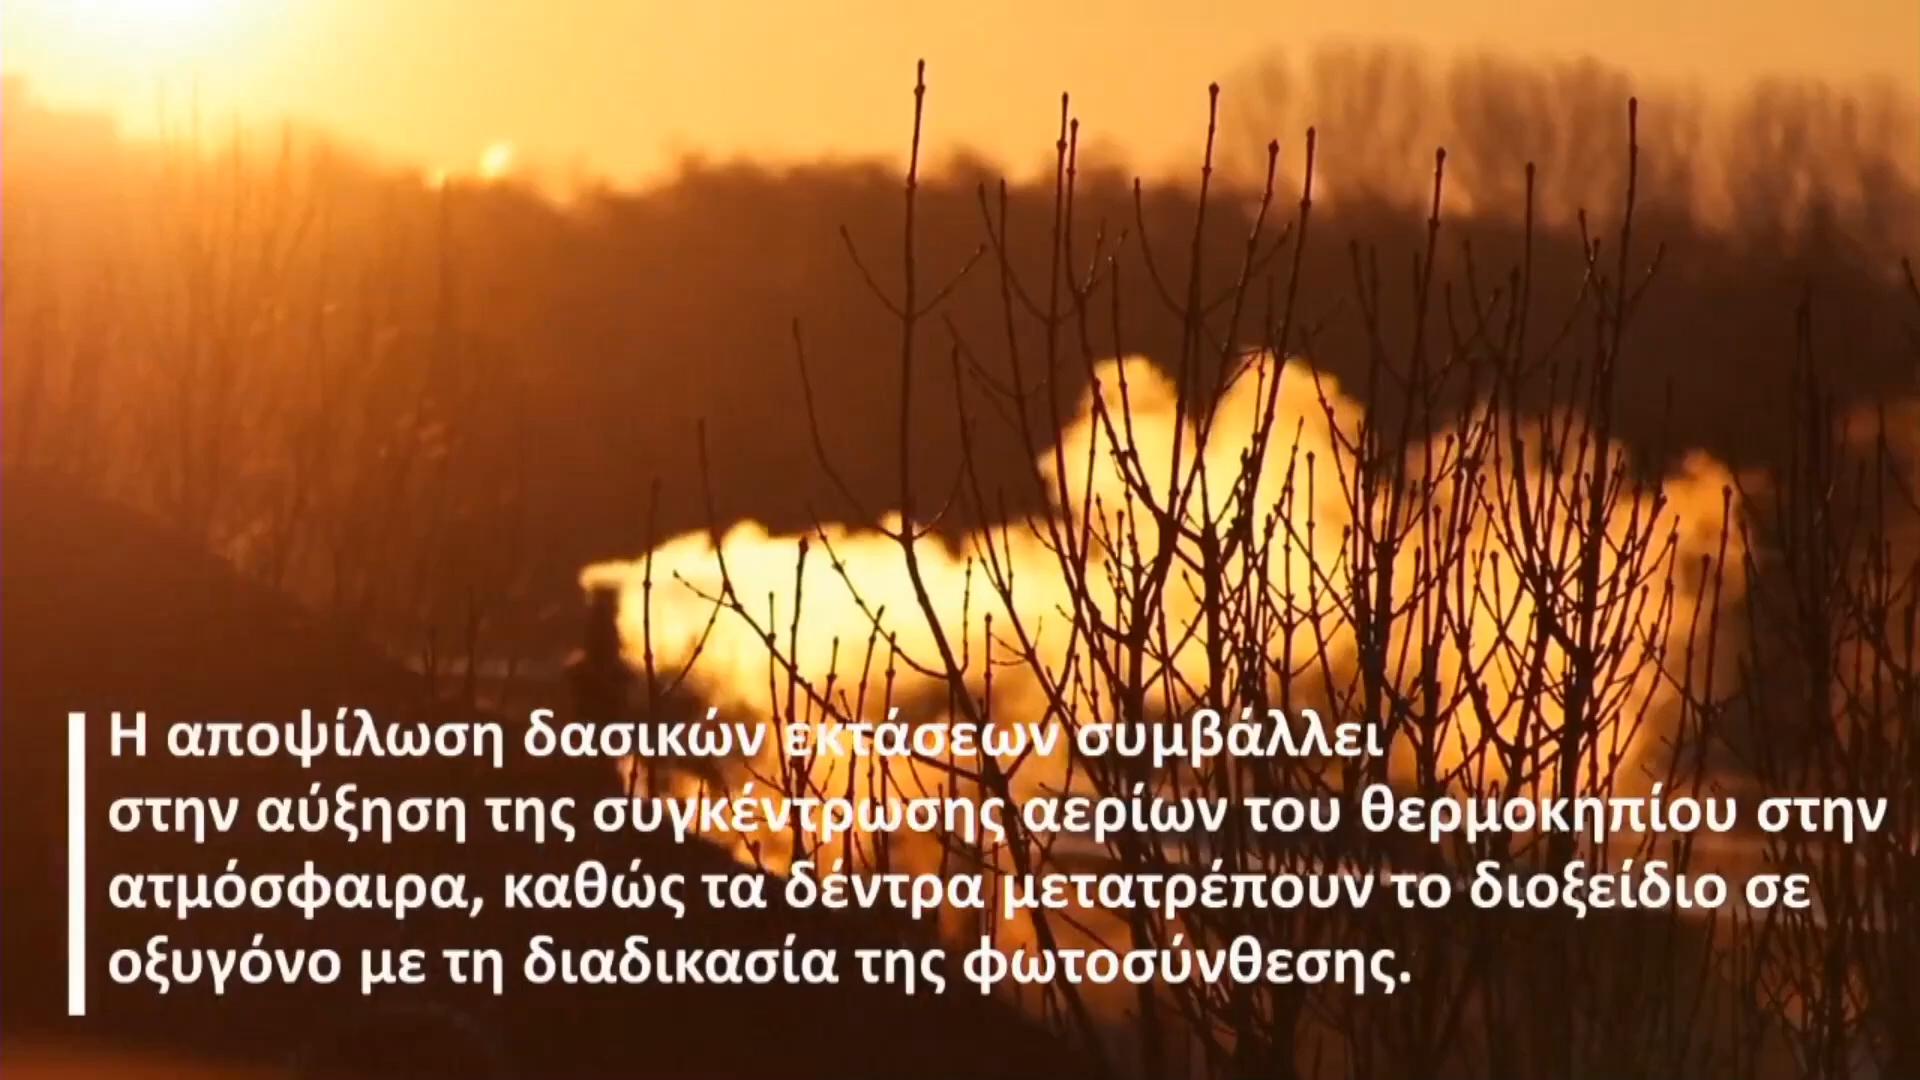 Η αποψίλωση δασικών εκτάσεων συμβάλλει
στην αύξηση της συγκέντρωσης αερίων του θερμοκηπίου στην
ατμόσφαιρα, καθώς τα δέντρα μετατρέπουν το διοξείδιο σε
οξυγόνο με τη διαδικασία της φωτοσύνθεσης.